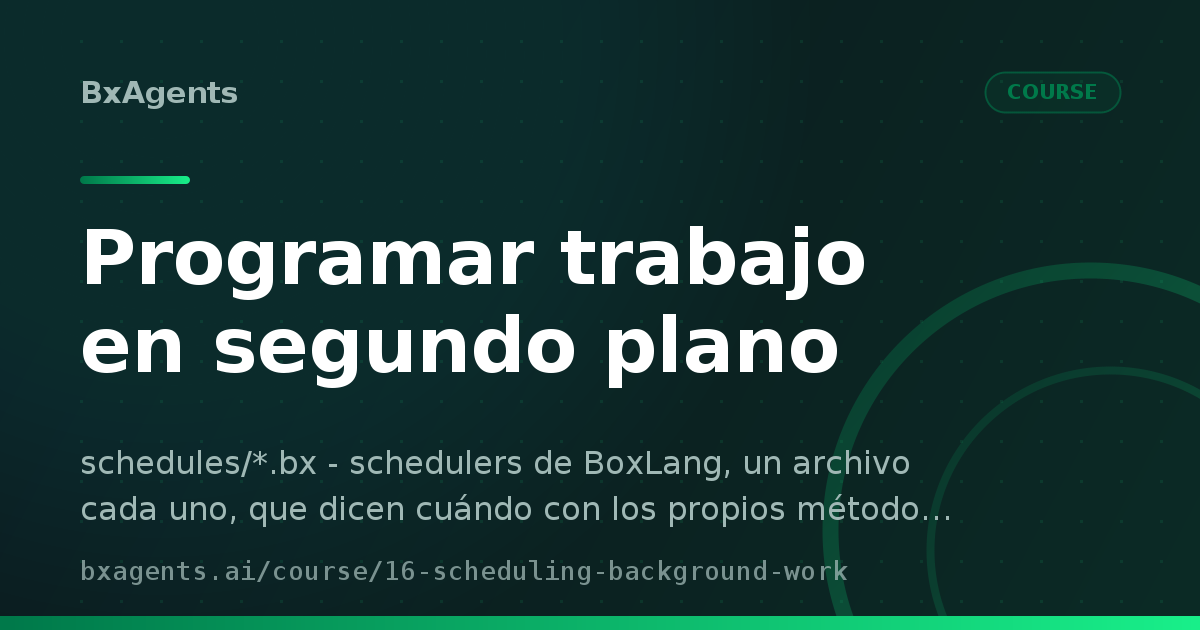 BxAgents
COURSE
Programar trabajo
en segundo plano
schedules/*.bx - schedulers de BoxLang, un archivo
cada uno, que dicen cuándo con los propios método…
bxagents.ai/course/16-scheduling-background-work